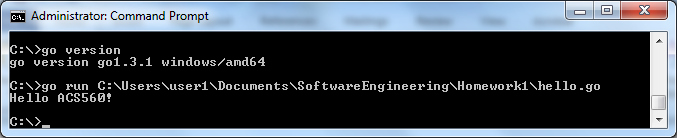 Administrator: Command Prompt
C:\>go version
go version go1.3.1 windows/amd64
C:\>go run C:\Users\user1\Documents\SoftwareEngineering\Homework1\hello.go
Hello ACS560!
C:\>_